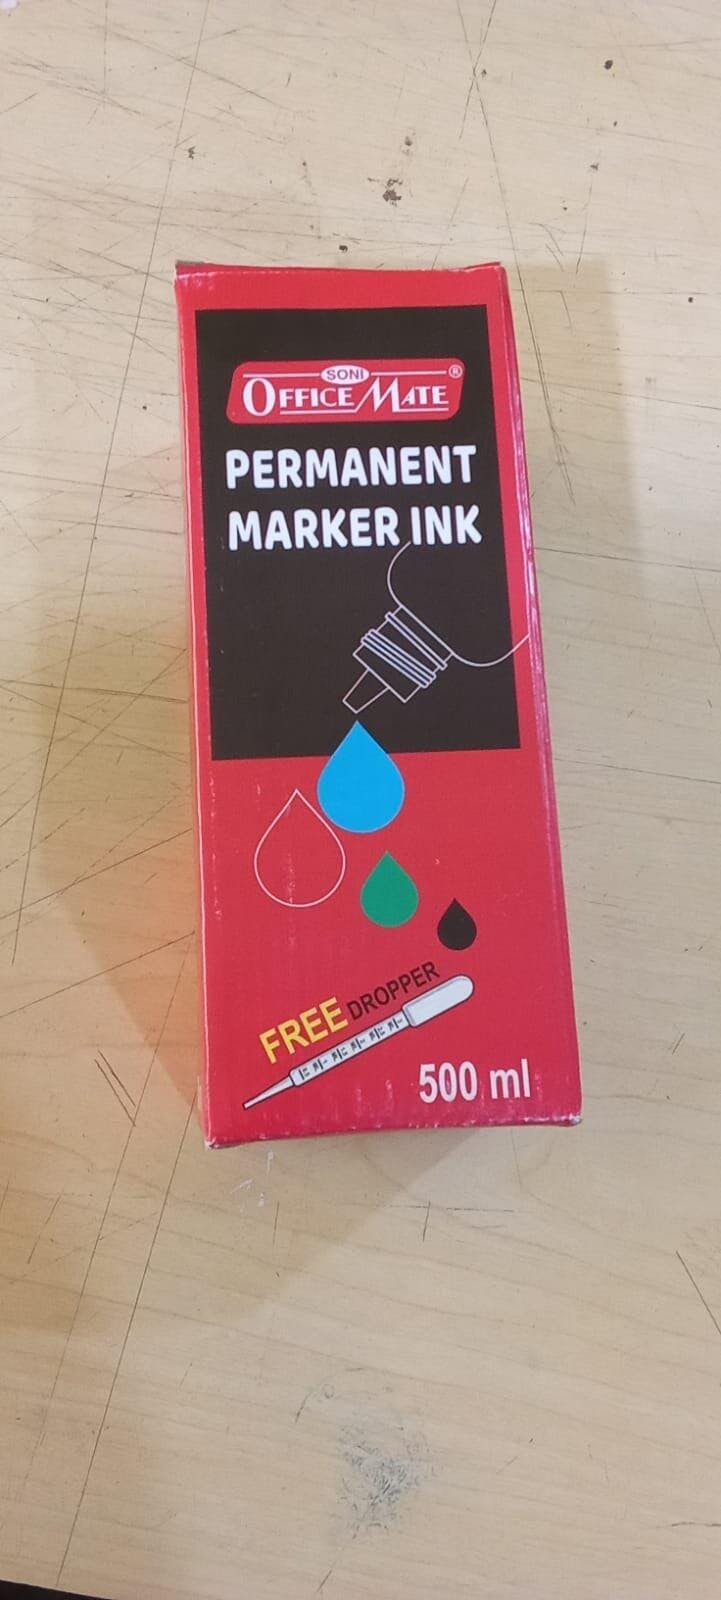 SONI
OFFICE MATE ®
PERMANENT
MARKER INK
FREE DROPPER
500 ml